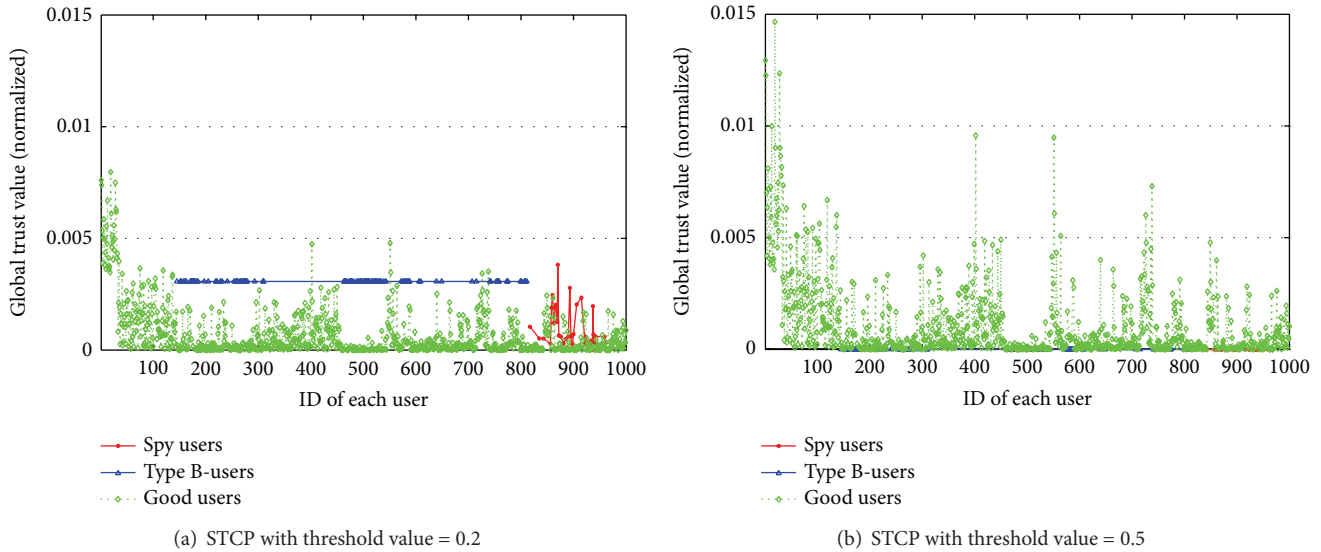 Global trust value (normalized)
0.015
0.01
0.005
0
100 200 300 400 500 600 700 800 900 1000
ID of each user
Spy users
Type B-users
Good users
(a) STCP with threshold value = 0.2
Global trust value (normalized)
0.015
0.01
0.005
0
100 200 300 400 500 600 700 800 900 1000
ID of each user
Spy users
Type B-users
Good users
(b) STCP with threshold value = 0.5